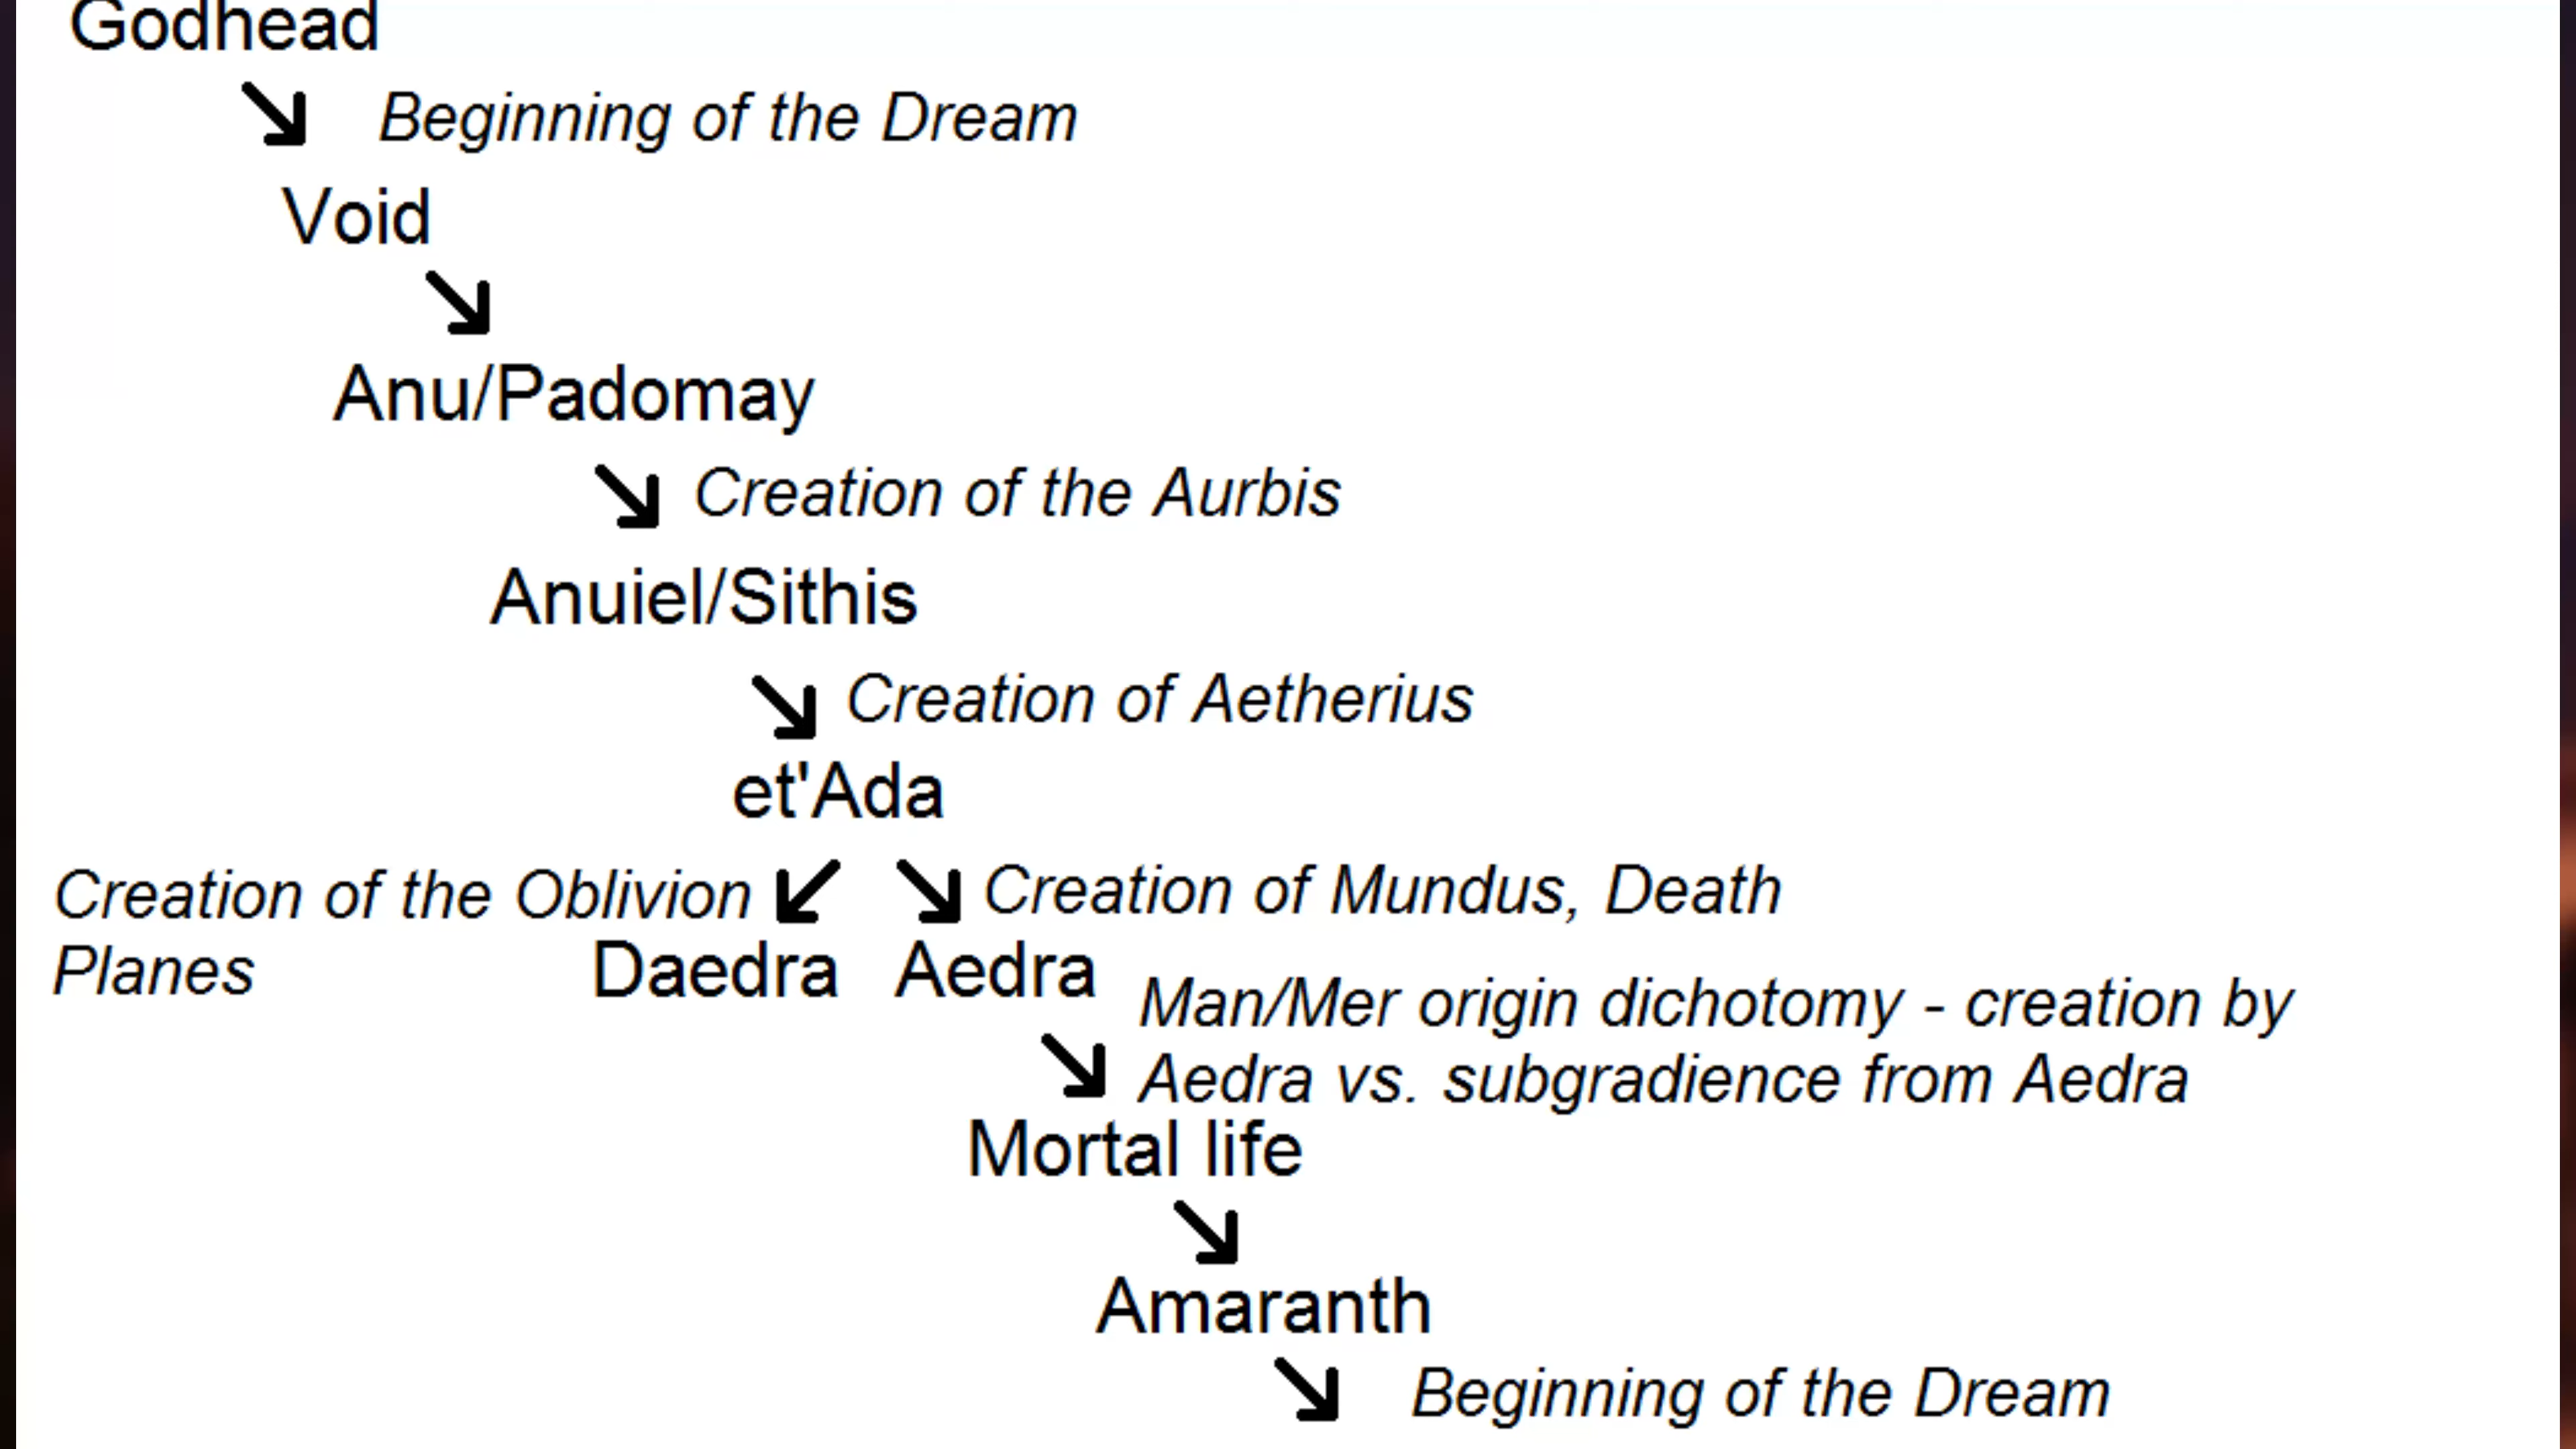 Godhead
Beginning of the Dream
Void
Anu/Padomay
Creation of the Aurbis
Anuiel/Sithis
Creation of Aetherius
et'Ada
Creation of the Oblivion
Planes
Creation of Mundus, Death
Daedra
Aedra
Man/Mer origin dichotomy - creation by
Aedra vs. subgradience from Aedra
Mortal life
Amaranth
Beginning of the Dream